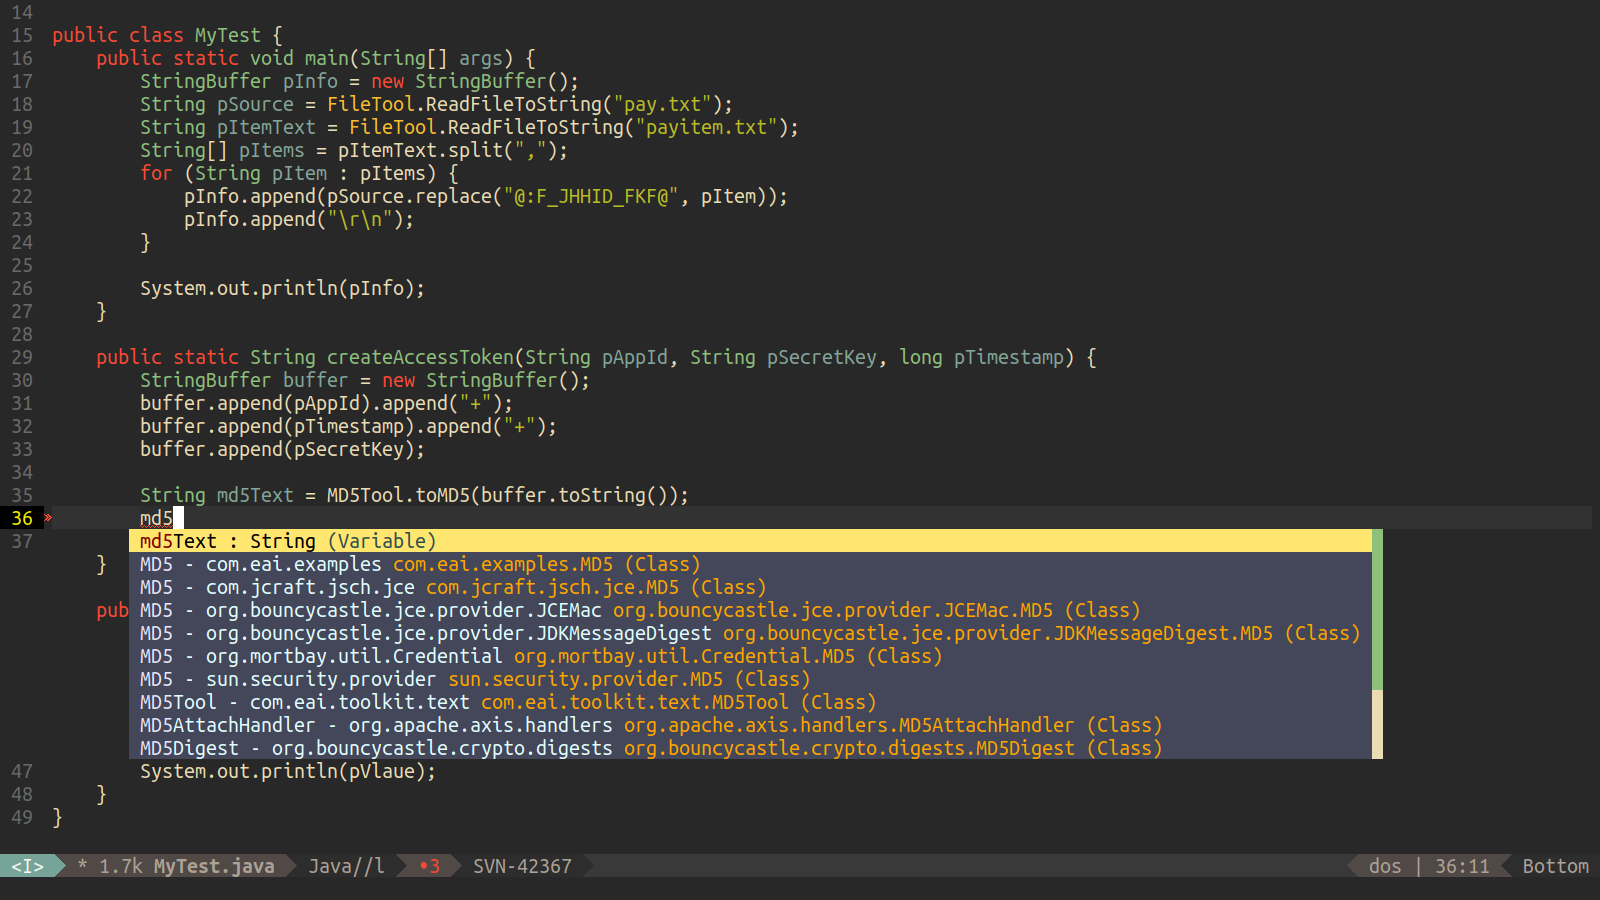 14
15 public class MyTest {
16 public static void main(String[] args) {
17 StringBuffer pInfo = new StringBuffer();
18 String pSource = FileTool.ReadFileToString("pay.txt");
19 String pItemText = FileTool.ReadFileToString("payitem.txt");
20 String[] pItems = pItemText.split(",");
21 for (String pItem : pItems) {
22 pInfo.append(pSource.replace("@:F_JHHID_FKF@", pItem));
23 pInfo.append("\r\n");
24 }
25
26 System.out.println(pInfo);
27 }
28
29 public static String createAccessToken(String pAppId, String pSecretKey, long pTimestamp) {
30 StringBuffer buffer = new StringBuffer();
31 buffer.append(pAppId).append("+");
32 buffer.append(pTimestamp).append("+");
33 buffer.append(pSecretKey);
34
35 String md5Text = MD5Tool.toMD5(buffer.toString());
36 » md5
37 md5Text : String (Variable)
} MD5 - com.eai.examples com.eai.examples.MD5 (Class)
MD5 - com.jcraft.jsch.jce com.jcraft.jsch.jce.MD5 (Class)
pub MD5 - org.bouncycastle.jce.provider.JCEMac org.bouncycastle.jce.provider.JCEMac.MD5 (Class)
MD5 - org.bouncycastle.jce.provider.JDKMessageDigest org.bouncycastle.jce.provider.JDKMessageDigest.MD5 (Class)
MD5 - org.mortbay.util.Credential org.mortbay.util.Credential.MD5 (Class)
MD5 - sun.security.provider sun.security.provider.MD5 (Class)
MD5Tool - com.eai.toolkit.text com.eai.toolkit.text.MD5Tool (Class)
MD5AttachHandler - org.apache.axis.handlers org.apache.axis.handlers.MD5AttachHandler (Class)
MD5Digest - org.bouncycastle.crypto.digests org.bouncycastle.crypto.digests.MD5Digest (Class)
47 System.out.println(pVlaue);
48 }
49 }
<I> * 1.7k MyTest.java Java//l •3 SVN-42367 dos | 36:11 Bottom